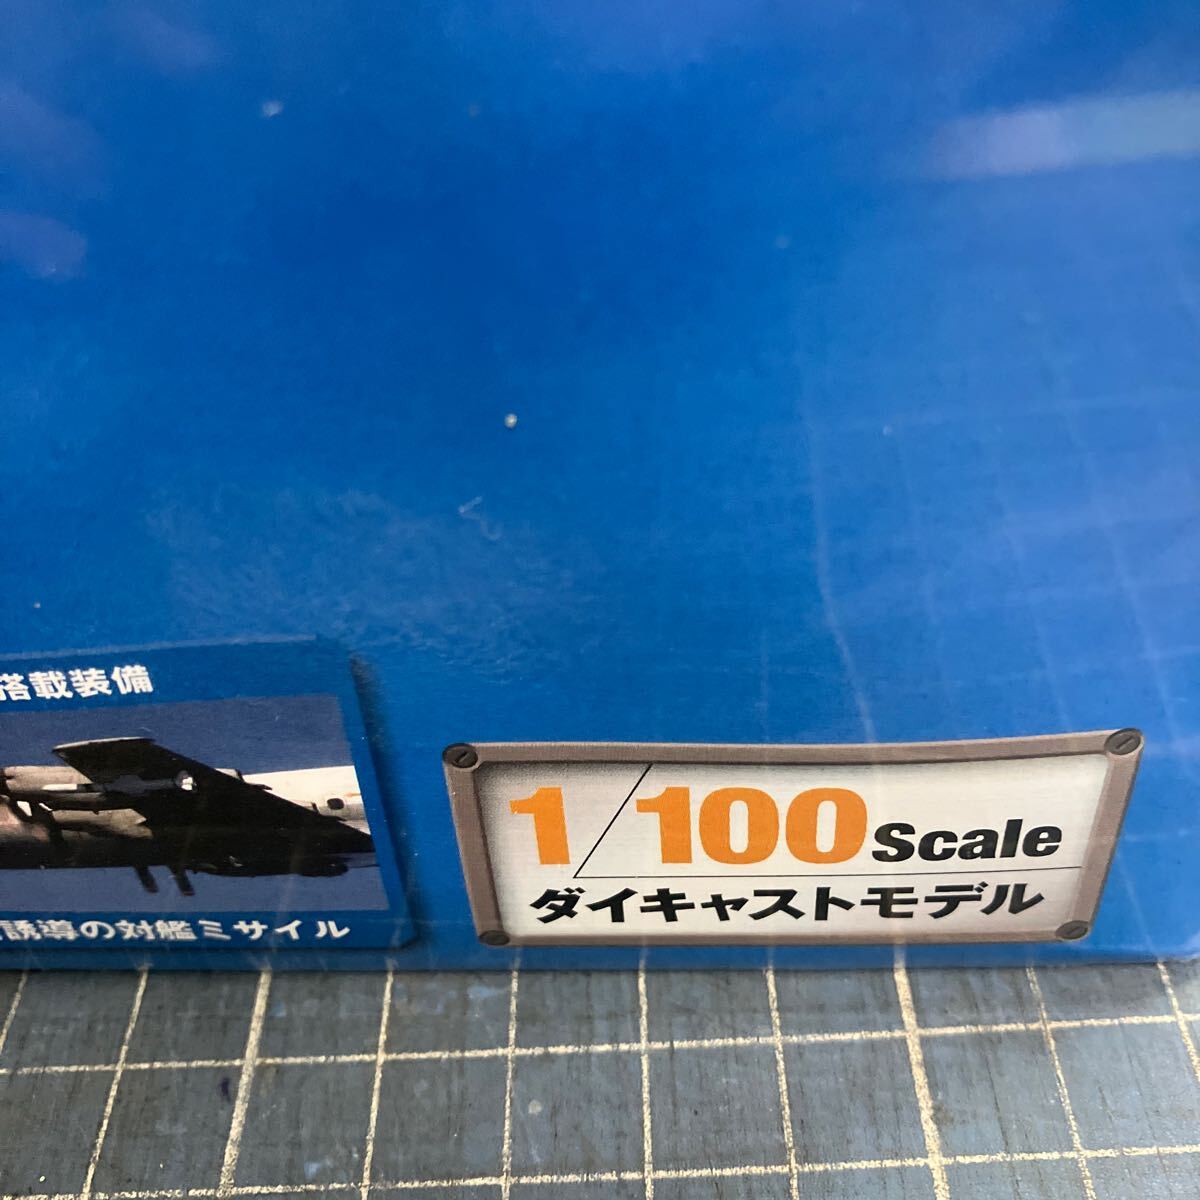 搭載装備
誘導の対艦ミサイル
1/100 Scale
ダイキャストモデル